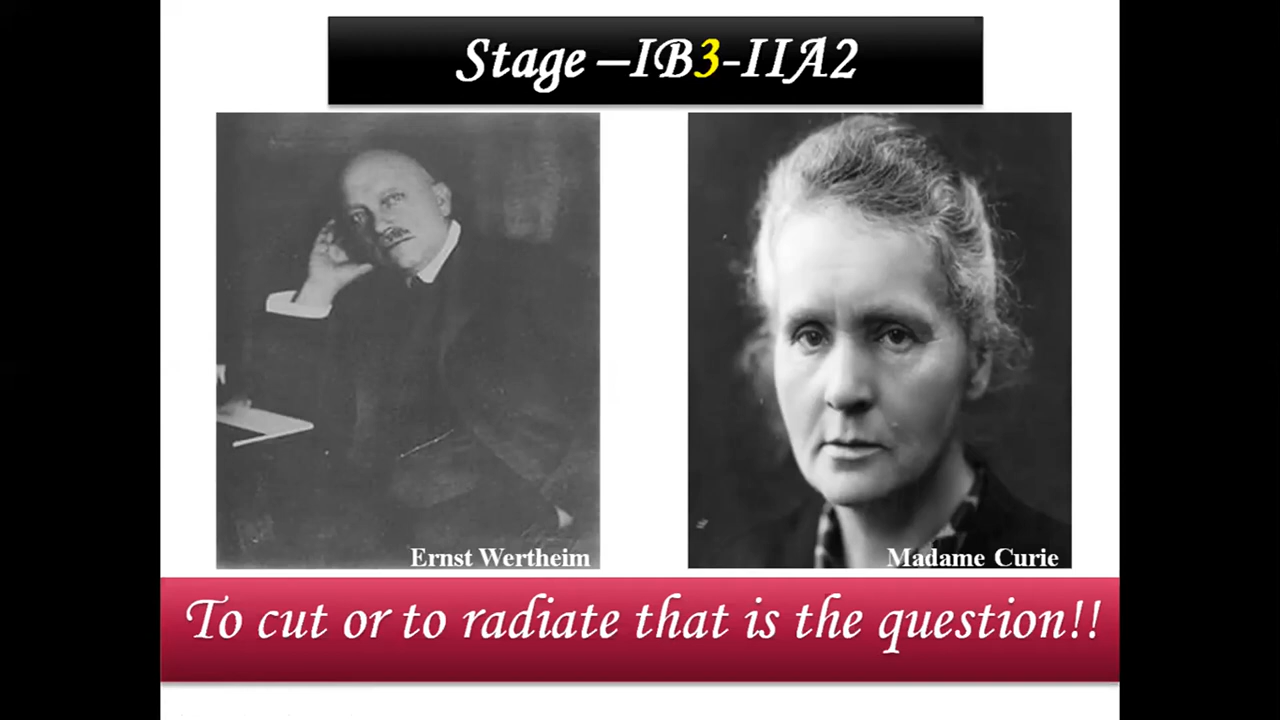 Stage –IB3-IIA2
Ernst Wertheim
Madame Curie
To cut or to radiate that is the question!!